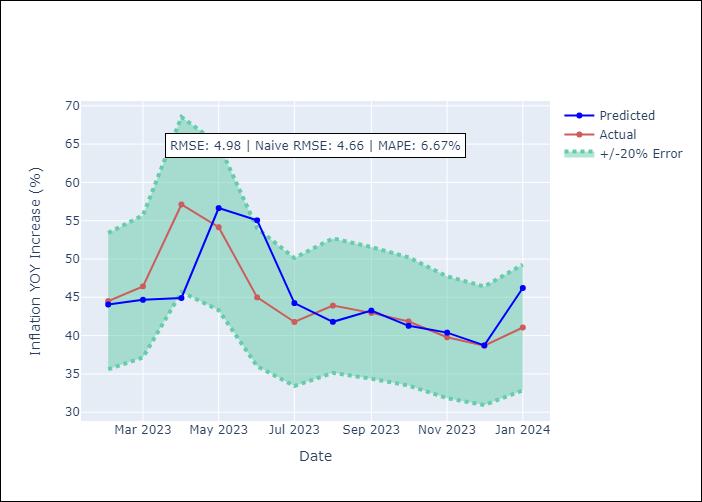 RMSE: 4.98 | Naive RMSE: 4.66 | MAPE: 6.67%
Predicted
Actual
+/-20% Error
Inflation YOY Increase (%)
70
65
60
55
50
45
40
35
30
Mar 2023 May 2023 Jul 2023 Sep 2023 Nov 2023 Jan 2024
Date